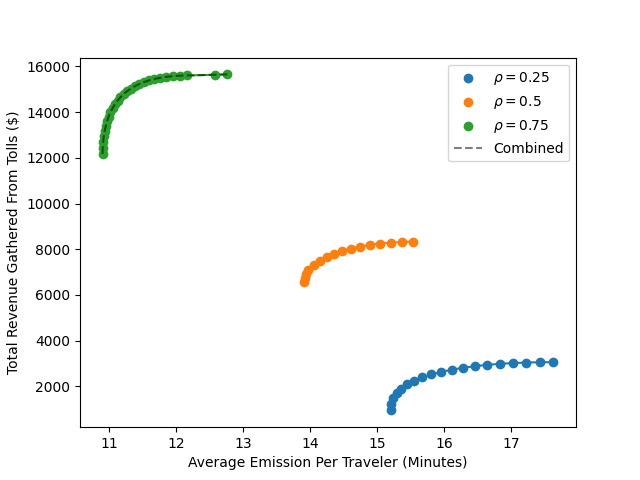 16000
14000
12000
10000
8000
6000
4000
2000
Total Revenue Gathered From Tolls ($)
ρ = 0.25
ρ = 0.5
ρ = 0.75
Combined
11 12 13 14 15 16 17
Average Emission Per Traveler (Minutes)